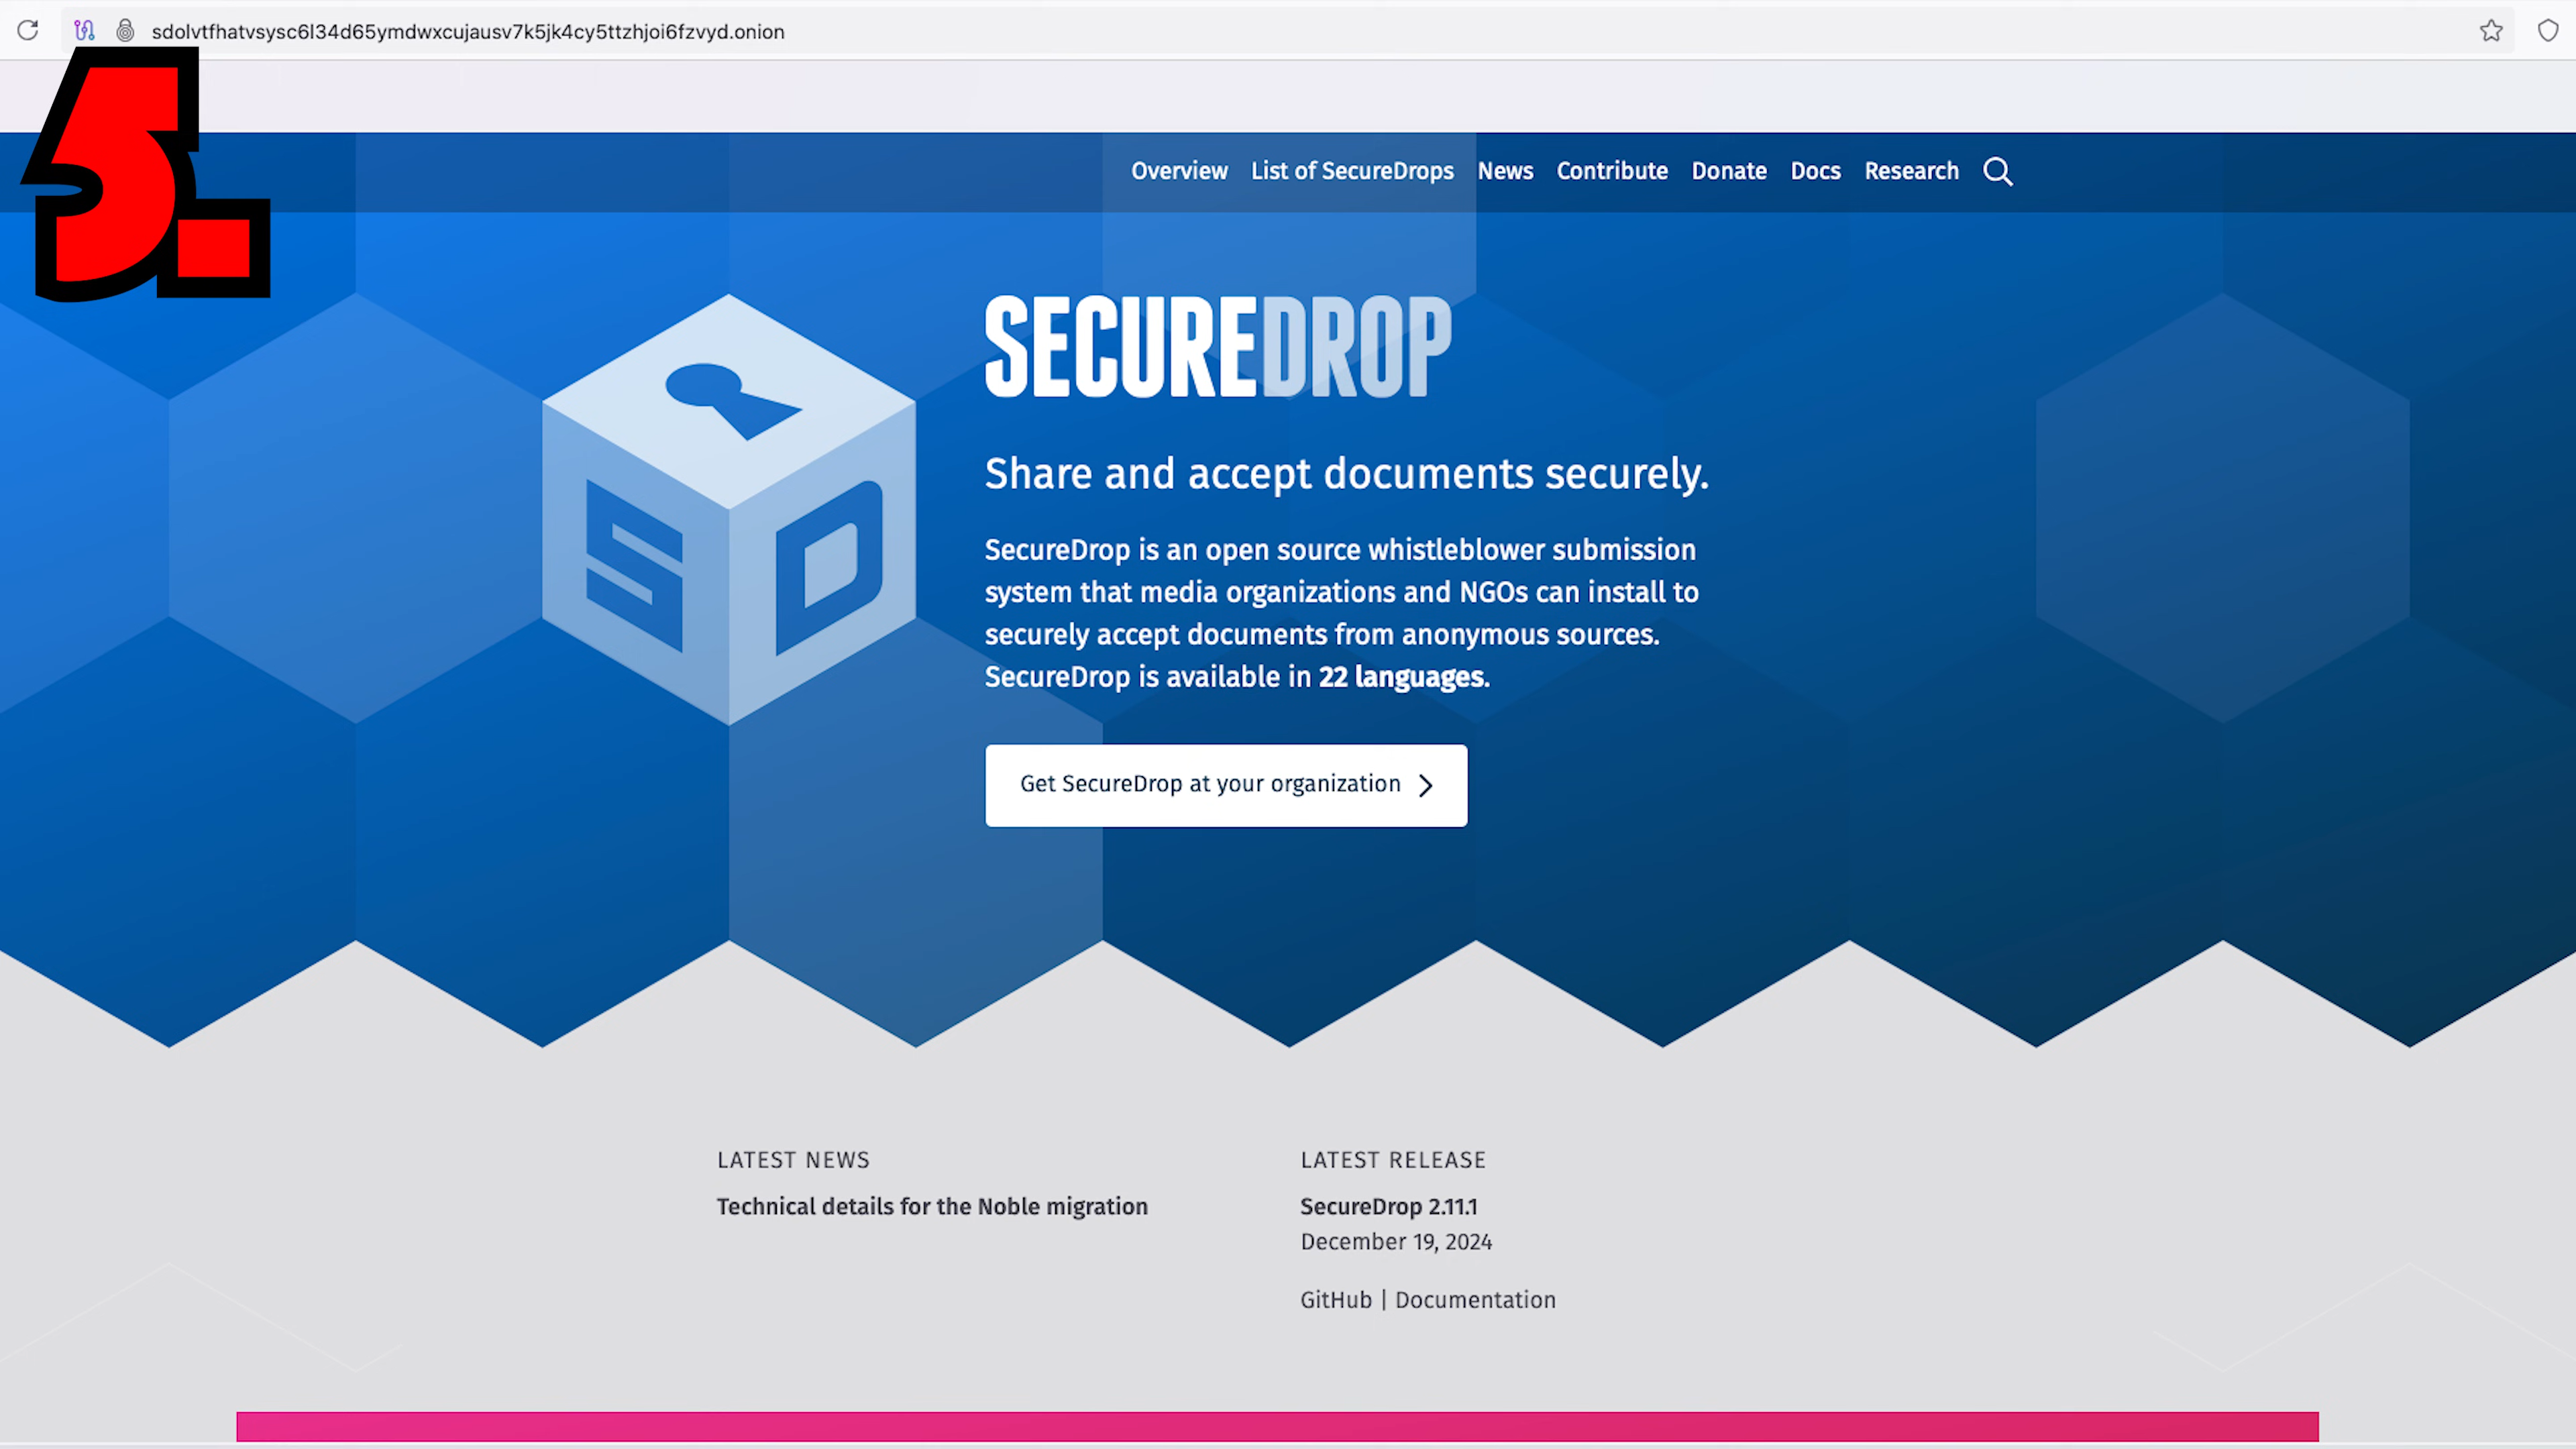 sdolvtfhatvsysc6l34d65ymdwxcujausv7k5jk4cy5ttzhjoi6fzvyd.onion
5.
Overview List of SecureDrops News Contribute Donate Docs Research
SECUREDROP
S D
Share and accept documents securely.
SecureDrop is an open source whistleblower submission
system that media organizations and NGOs can install to
securely accept documents from anonymous sources.
SecureDrop is available in 22 languages.
Get SecureDrop at your organization
LATEST NEWS
Technical details for the Noble migration
LATEST RELEASE
SecureDrop 2.11.1
December 19, 2024
GitHub | Documentation